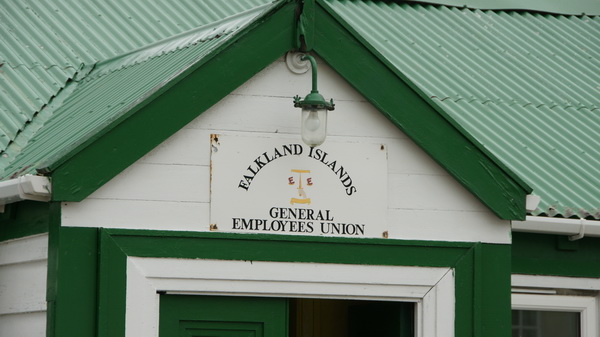 FALKLAND ISLANDS
GENERAL
EMPLOYEES UNION